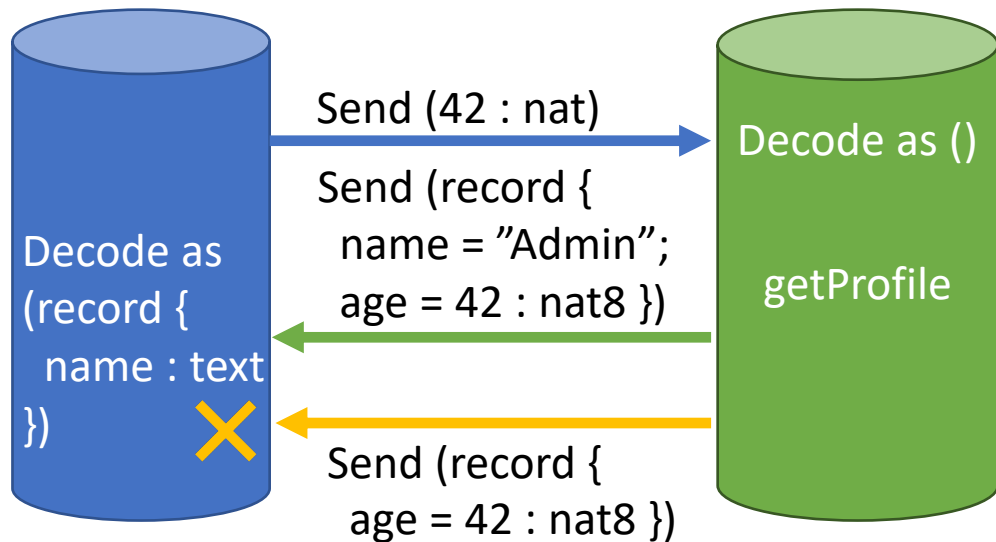 Send (42 : nat)
Decode as ()
Send (record {
name = ”Admin”;
age = 42 : nat8 })
getProfile
Decode as
(record {
name : text
})
Send (record {
age = 42 : nat8 })